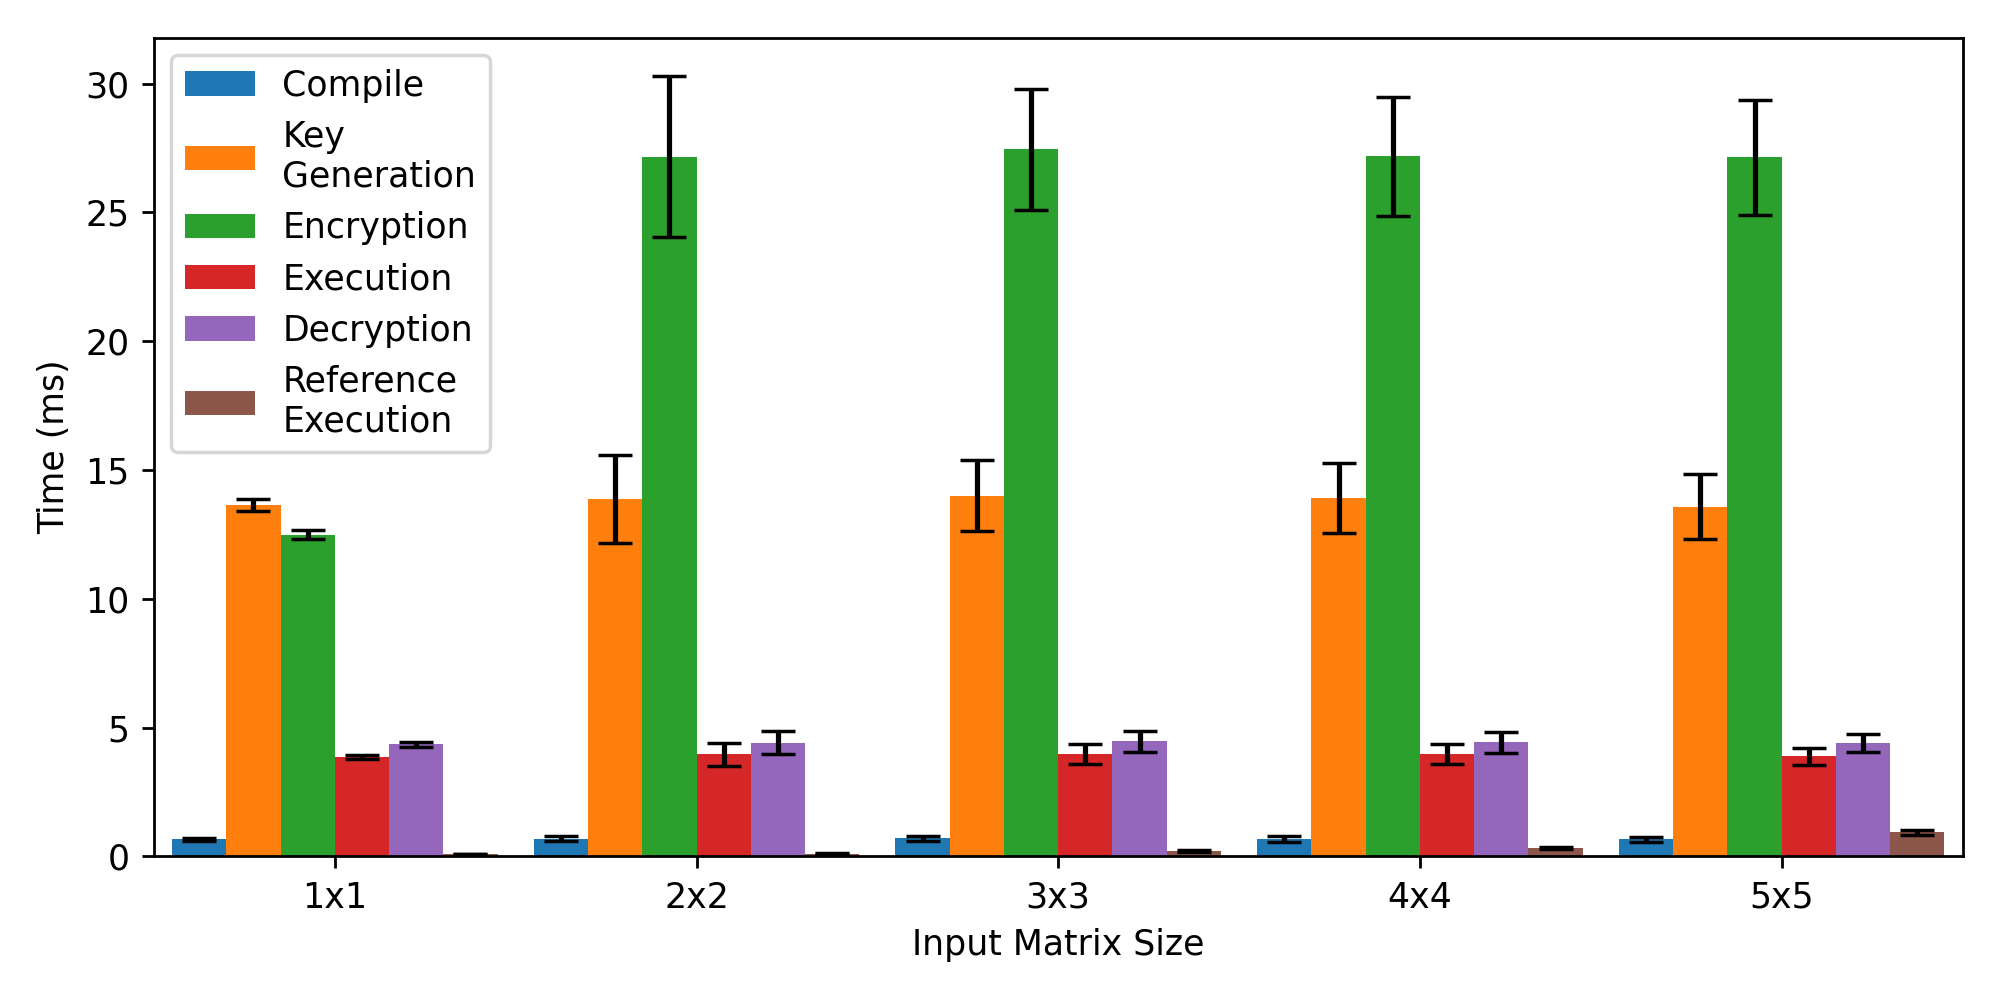 Compile
Key
Generation
Encryption
Execution
Decryption
Reference
Execution
Time (ms)
30
25
20
15
10
5
0
1x1
2x2
3x3
4x4
5x5
Input Matrix Size